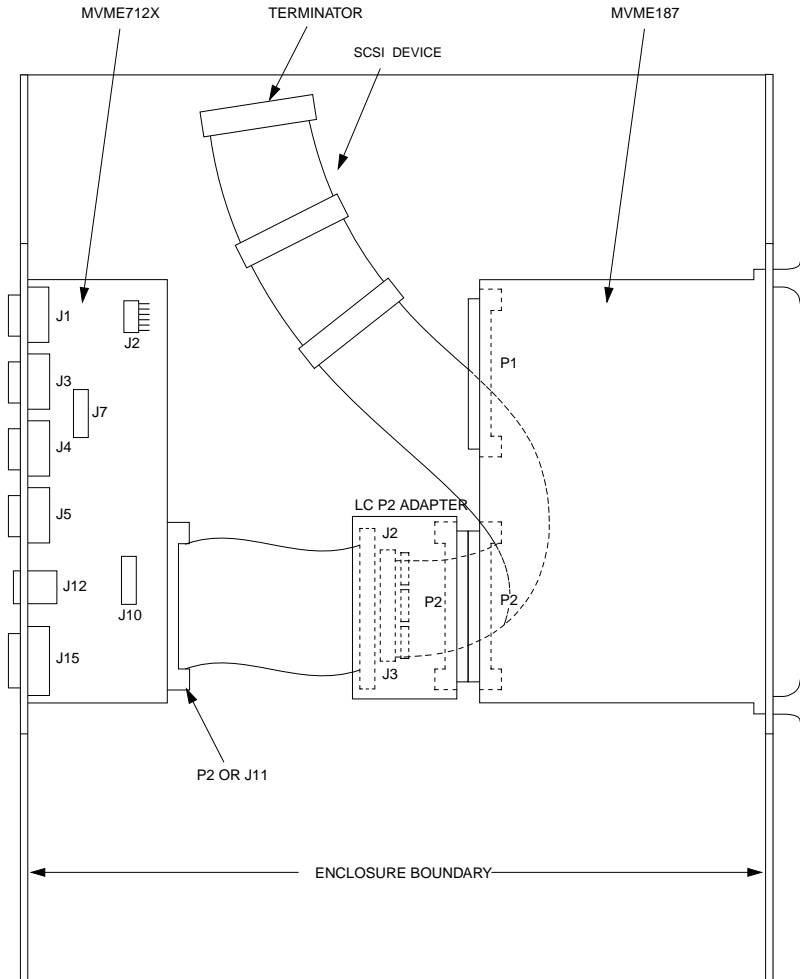 MVME712X
TERMINATOR
MVME187
SCSI DEVICE
J1
J2
J3
J7
J4
J5
J12
J10
J15
P1
LC P2 ADAPTER
J2
P2
P2
J3
P2 OR J11
ENCLOSURE BOUNDARY